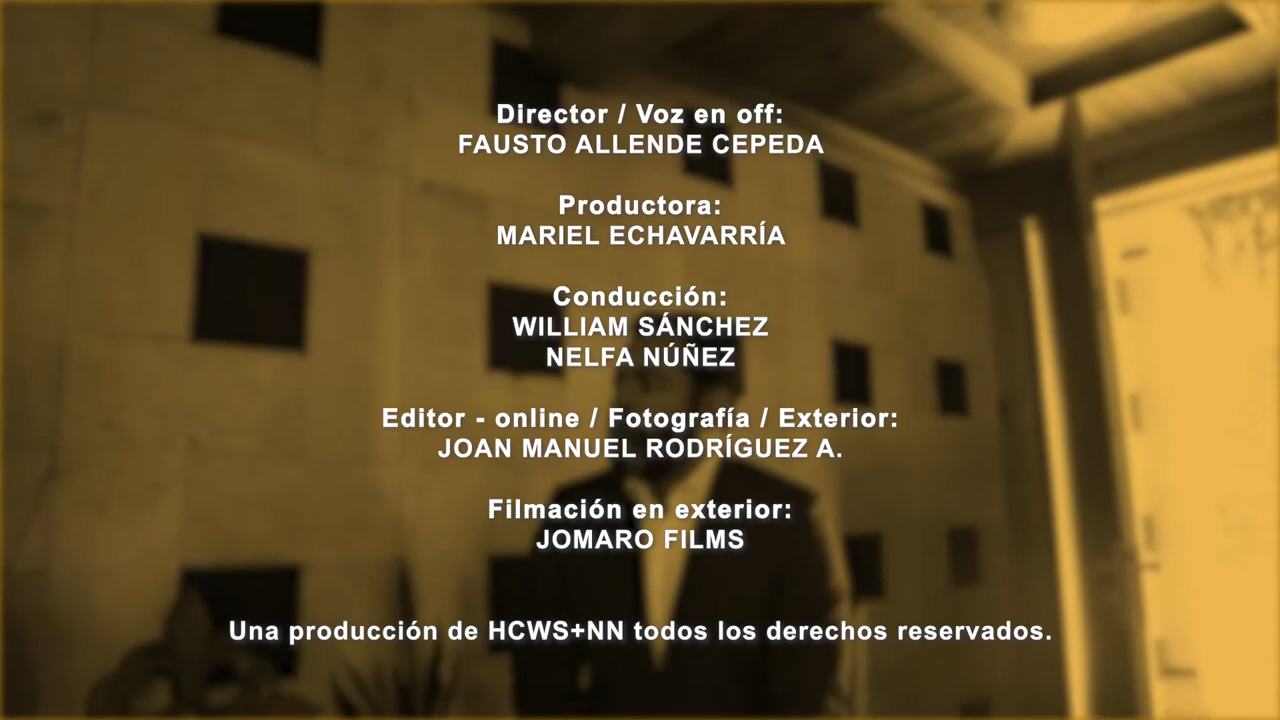 Director / Voz en off:
FAUSTO ALLENDE CEPEDA
Productora:
MARIEL ECHAVARRÍA
Conducción:
WILLIAM SÁNCHEZ
NELFA NÚÑEZ
Editor - online / Fotografía / Exterior:
JOAN MANUEL RODRÍGUEZ A.
Filmación en exterior:
JOMARO FILMS
Una producción de HCWS+NN todos los derechos reservados.